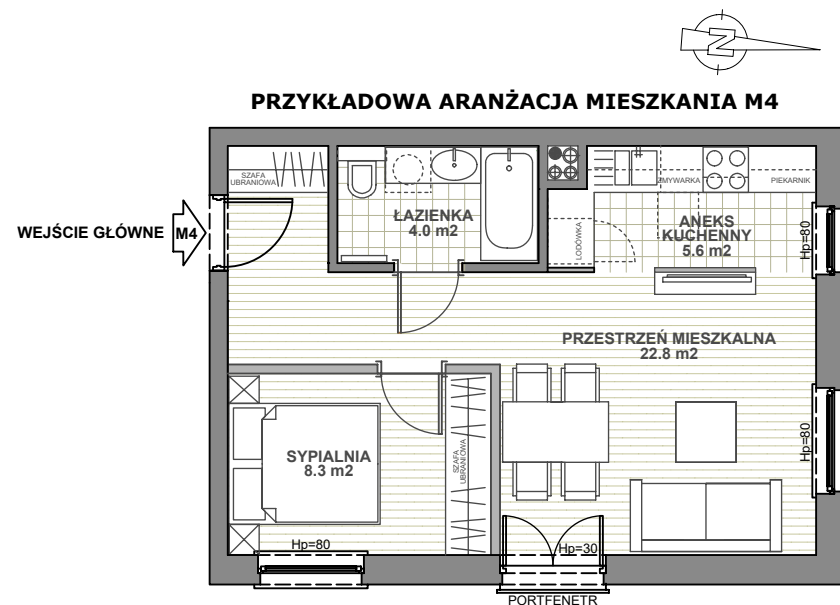 N
PRZYKŁADOWA ARANŻACJA MIESZKANIA M4
SZAFA
UBRANIOWA
ZMYWARKA
PIEKARNIK
WEJŚCIE GŁÓWNE
M4
ŁAZIENKA
4.0 m2
LODÓWKA
ANEKS
KUCHENNY
5.6 m2
Hp=80
PRZESTRZEŃ MIESZKALNA
22.8 m2
SYPIALNIA
8.3 m2
SZAFA
UBRANIOWA
Hp=80
Hp=80
Hp=30
PORTFENETR